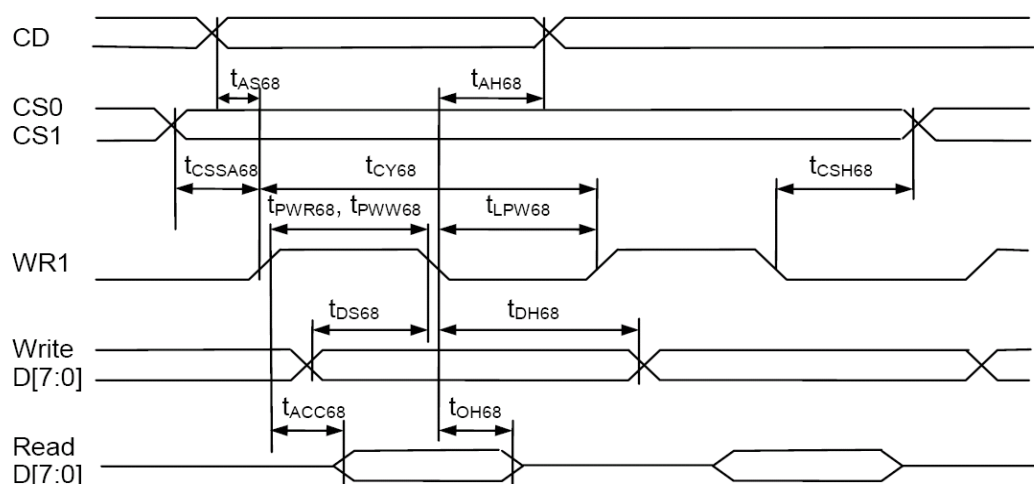 CD
tAS68 tAH68
CS0
CS1
tCSSA68 tCY68 tCSH68
tPWR68, tPWW68 tLPW68
WR1
tDS68 tDH68
Write
D[7:0]
tACC68 tOH68
Read
D[7:0]